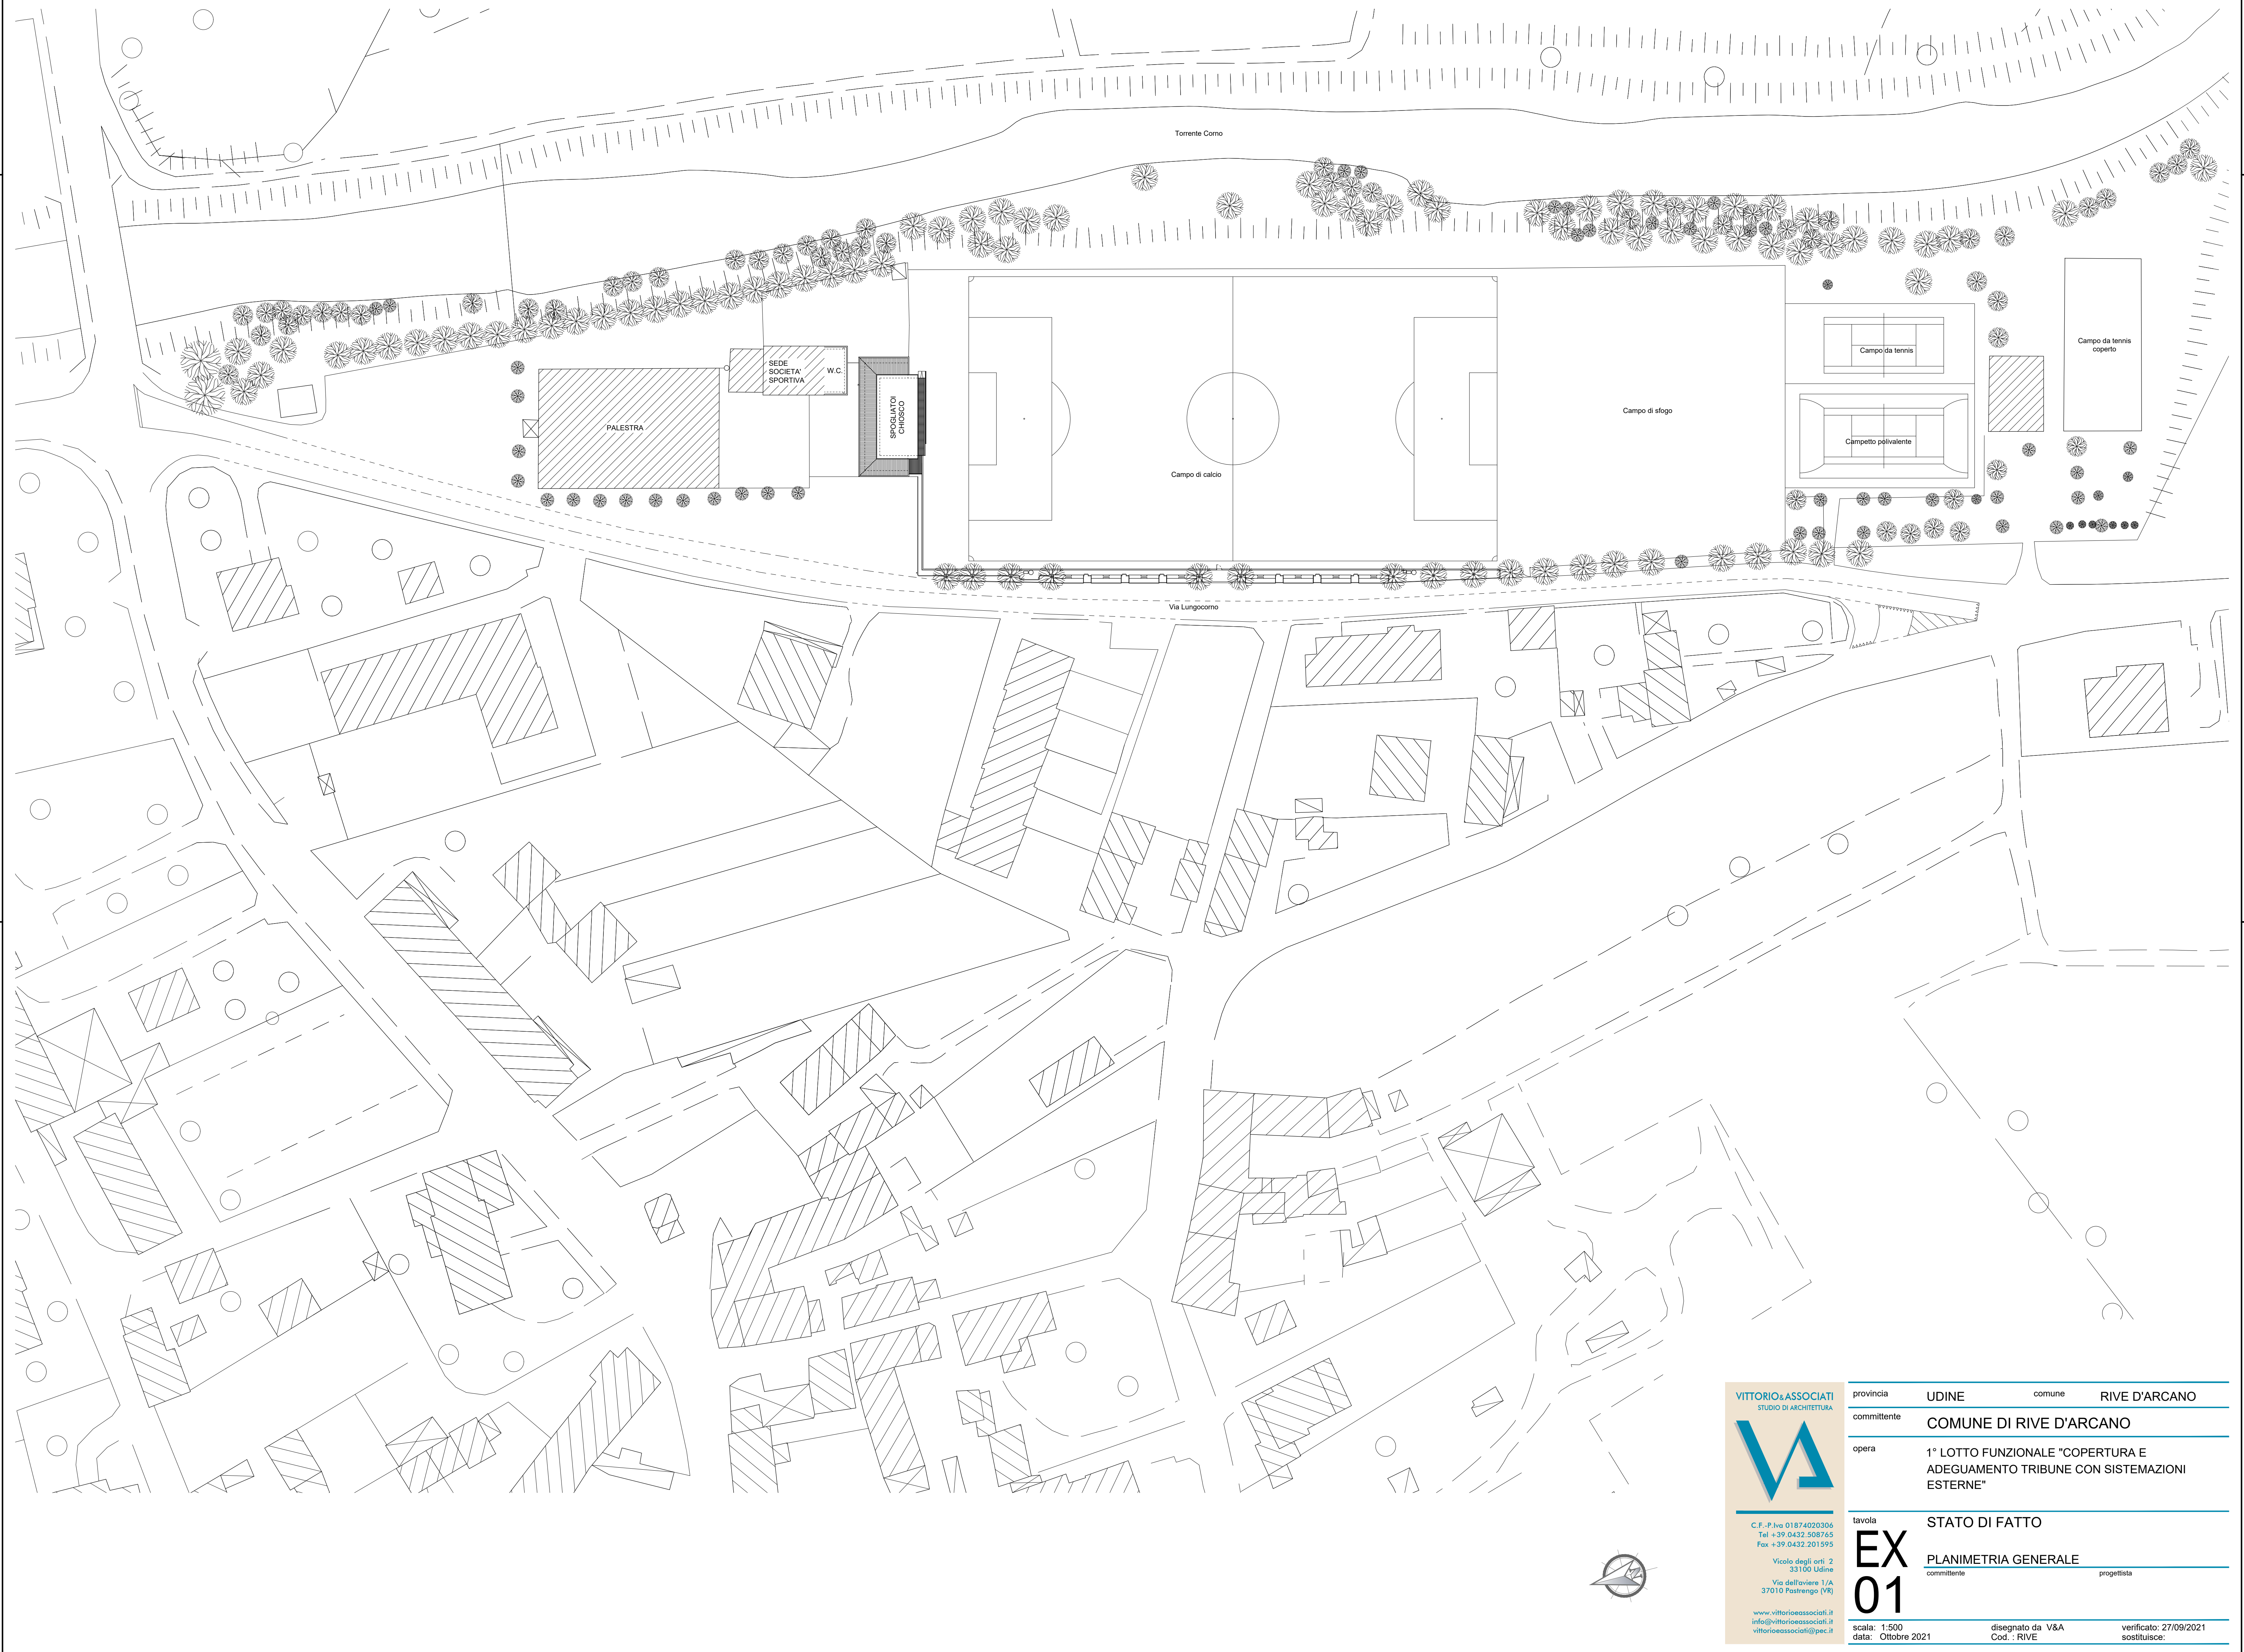 Torrente Corno
SEDE
SOCIETA'
SPORTIVA
W.C.
PALESTRA
SPOGLIATOI
CHIOSCO
Campo di calcio
Campo di sfogo
Campo da tennis
Campetto polivalente
Campo da tennis
coperto
Via Lungocorno
N
VITTORIO&ASSOCIATI
STUDIO DI ARCHITETTURA
VA
C.F.-P.Iva 01874020306
Tel +39.0432.508765
Fax +39.0432.201595
Vicolo degli orti 2
33100 Udine
Via dell'aviere 1/A
37010 Pastrengo (VR)
www.vittorioeassociati.it
info@vittorioeassociati.it
vittorioeassociati@pec.it
provincia UDINE comune RIVE D'ARCANO
committente COMUNE DI RIVE D'ARCANO
opera 1° LOTTO FUNZIONALE "COPERTURA E
ADEGUAMENTO TRIBUNE CON SISTEMAZIONI
ESTERNE"
tavola STATO DI FATTO
EX
01
PLANIMETRIA GENERALE
committente progettista
scala: 1:500 disegnato da V&A verificato: 27/09/2021
data: Ottobre 2021 Cod. : RIVE sostituisce: